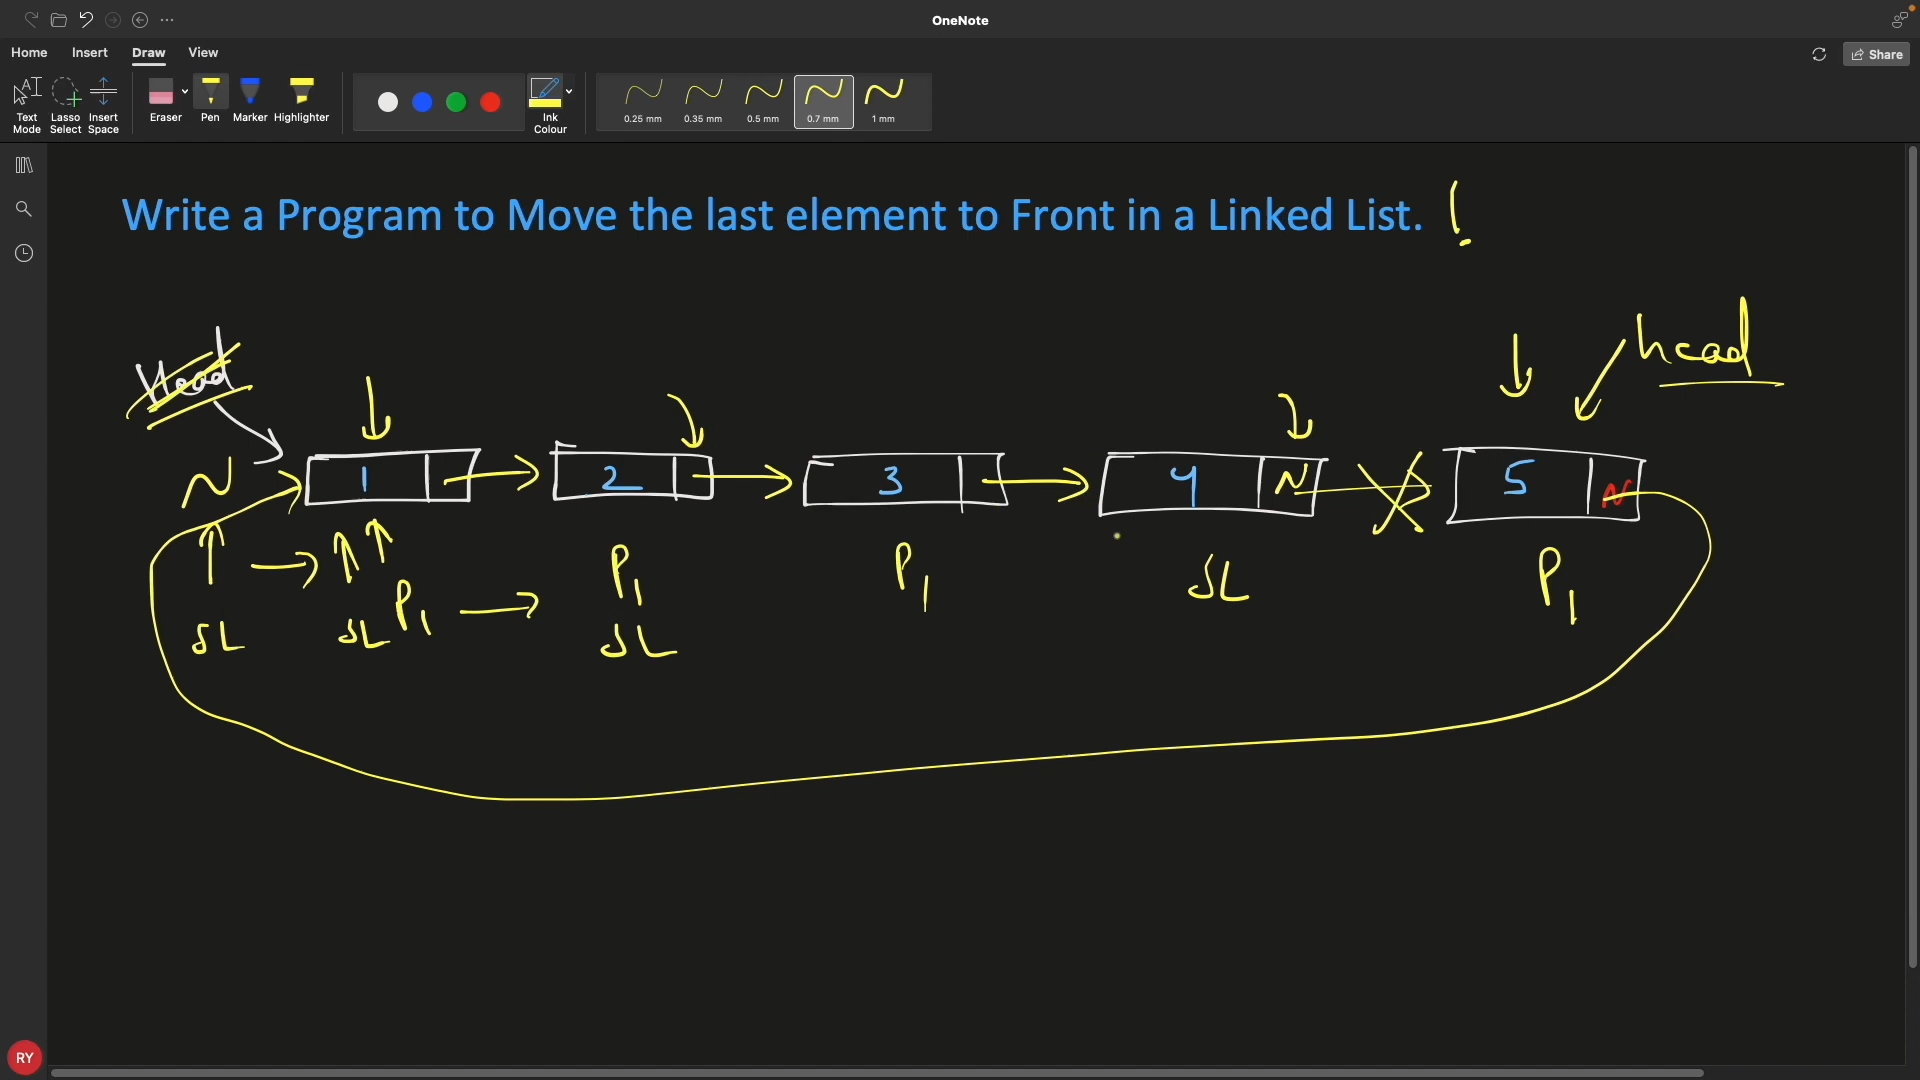 OneNote
Home Insert Draw View
Share
Text Mode
Lasso Select
Insert Space
Eraser
Pen
Marker
Highlighter
Ink Colour
0.25 mm
0.35 mm
0.5 mm
0.7 mm
1 mm
Write a Program to Move the last element to Front in a Linked List. !
Head
head
N 1 2 3 4 N 5 N
SL SL P1 P1 SL P1 SL P1
RY